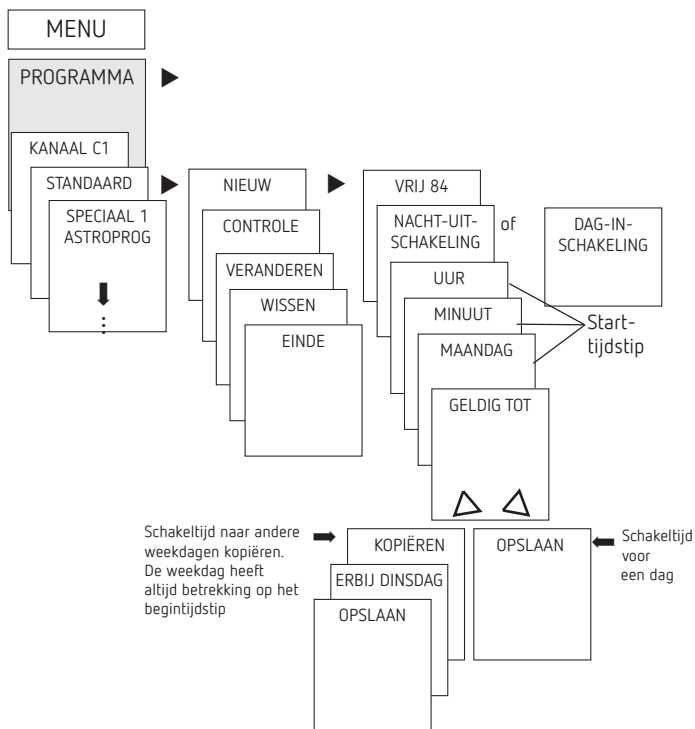 MENU
PROGRAMMA
KANAAL C1
STANDAARD
SPECIAAL 1
ASTROPROG
NIEUW
CONTROLE
VERANDEREN
WISSEN
EINDE
VRIJ 84
NACHT-UIT-
SCHAKELING
of
DAG-IN-
SCHAKELING
UUR
MINUUT
MAANDAG
Start-
tijdstip
GELDIG TOT
Schakeltijd naar andere
weekdagen kopiëren.
De weekdag heeft
altijd betrekking op het
begintijdstip
KOPIËREN
ERBIJ DINSDAG
OPSLAAN
OPSLAAN
Schakeltijd
voor
een dag